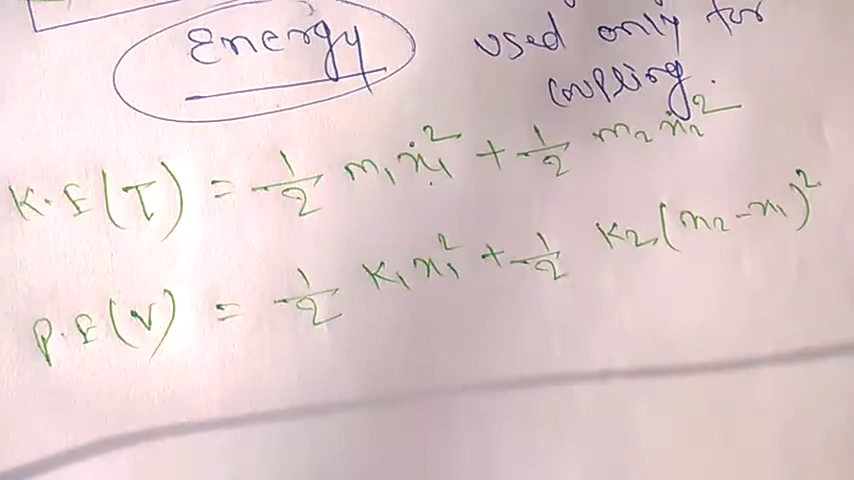 Energy
used only for
coupling.
K.E(T) = 1/2 m₁ẋ₁² + 1/2 m₂ẋ₂²
P.E(V) = 1/2 K₁x₁² + 1/2 K₂(x₂-x₁)²